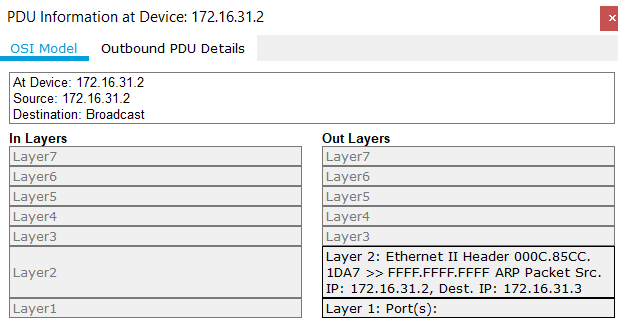 PDU Information at Device: 172.16.31.2
×
OSI Model Outbound PDU Details
At Device: 172.16.31.2
Source: 172.16.31.2
Destination: Broadcast
In Layers Out Layers
Layer7 Layer7
Layer6 Layer6
Layer5 Layer5
Layer4 Layer4
Layer3 Layer3
Layer2
Layer 2: Ethernet II Header 000C.85CC.
1DA7 >> FFFF.FFFF.FFFF ARP Packet Src.
IP: 172.16.31.2, Dest. IP: 172.16.31.3
Layer1 Layer 1: Port(s):